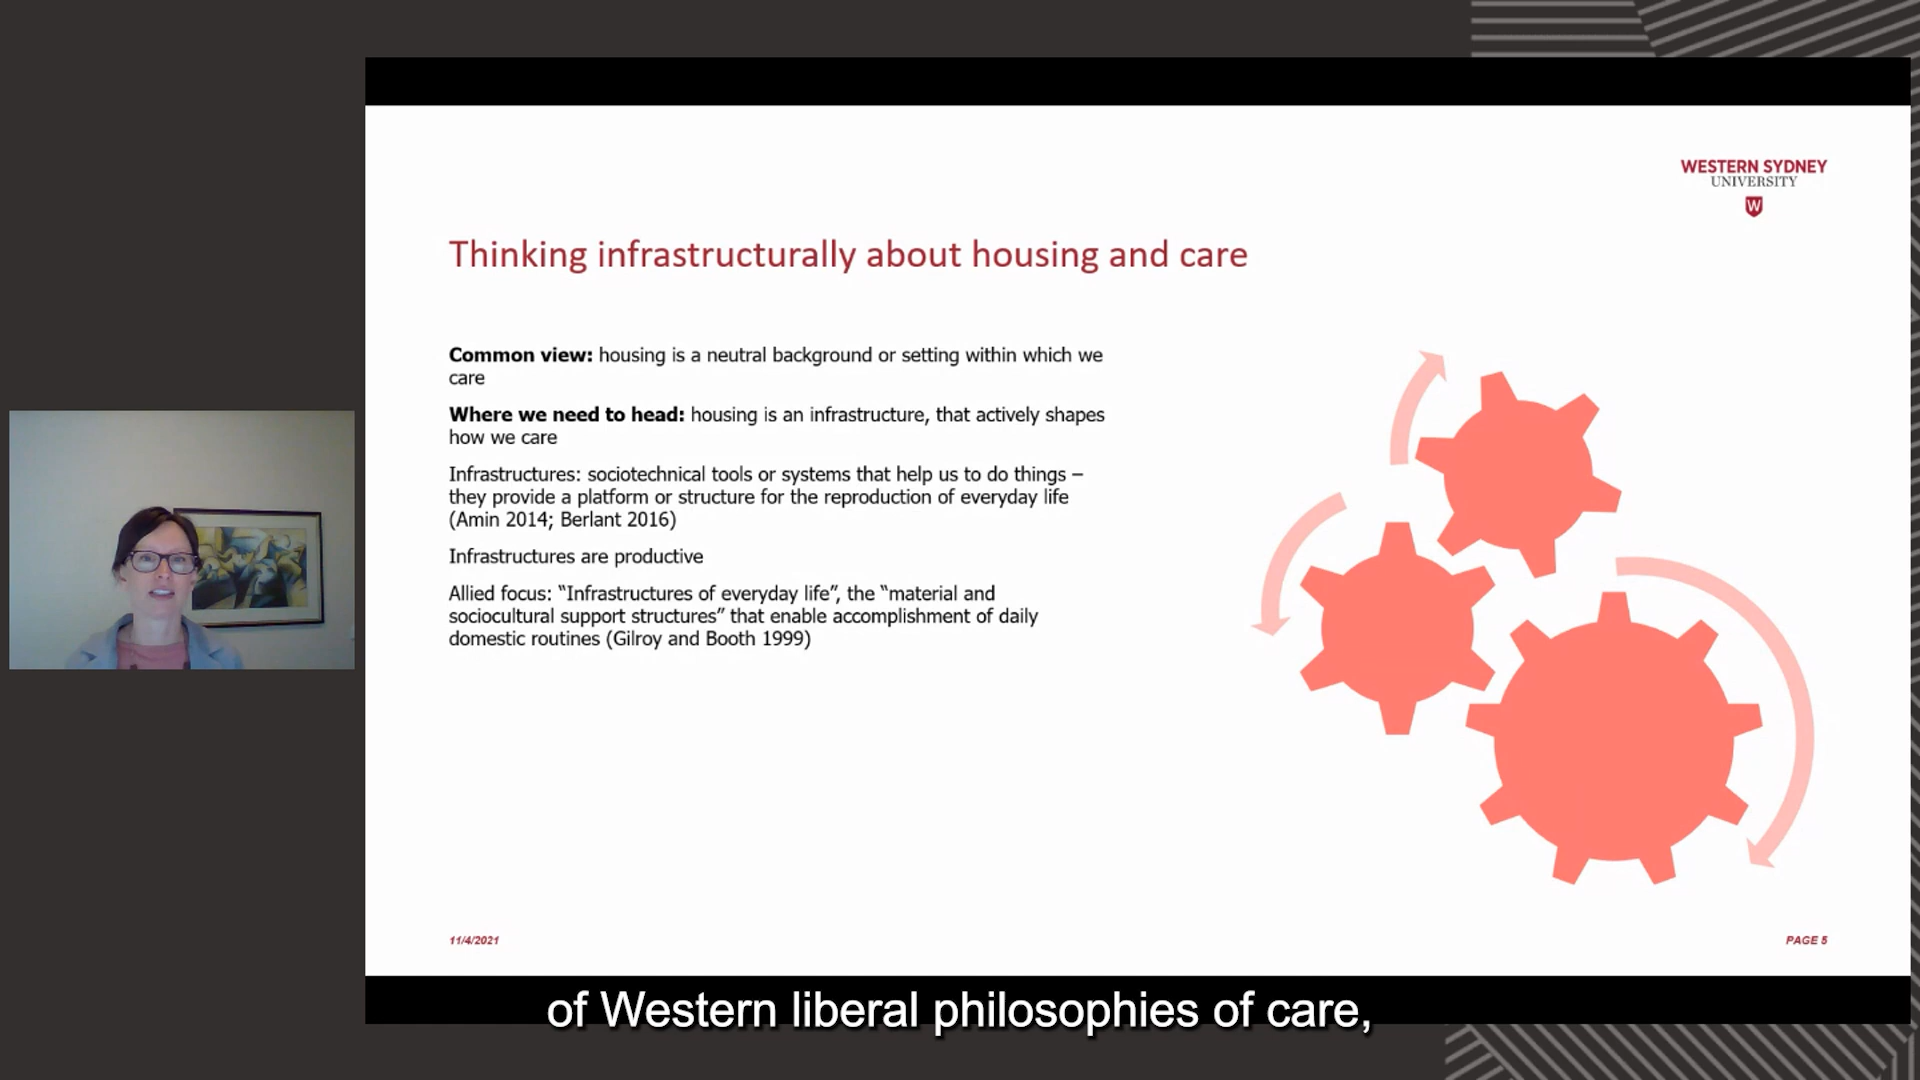 WESTERN SYDNEY
UNIVERSITY
W
Thinking infrastructurally about housing and care
Common view: housing is a neutral background or setting within which we
care
Where we need to head: housing is an infrastructure, that actively shapes
how we care
Infrastructures: sociotechnical tools or systems that help us to do things –
they provide a platform or structure for the reproduction of everyday life
(Amin 2014; Berlant 2016)
Infrastructures are productive
Allied focus: “Infrastructures of everyday life”, the “material and
sociocultural support structures” that enable accomplishment of daily
domestic routines (Gilroy and Booth 1999)
11/4/2021
PAGE 5
of Western liberal philosophies of care,